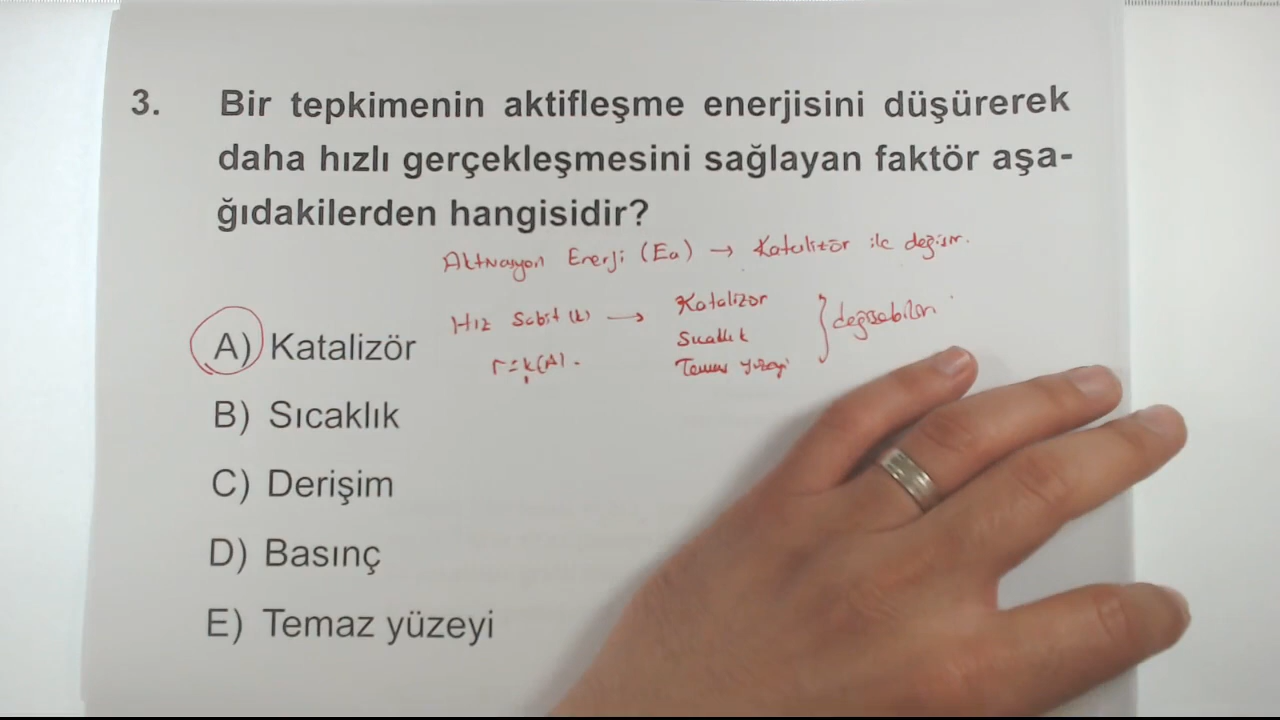 3. Bir tepkimenin aktifleşme enerjisini düşürerek
daha hızlı gerçekleşmesini sağlayan faktör aşa-
ğıdakilerden hangisidir?
Aktivasyon Enerji (Ea) → Katalizör ile değişir.
Hız Sabit (k) → Katalizör
Sıcaklık
Temas yüzeyi
} değişebilir
r = k(A).
A) Katalizör
B) Sıcaklık
C) Derişim
D) Basınç
E) Temaz yüzeyi